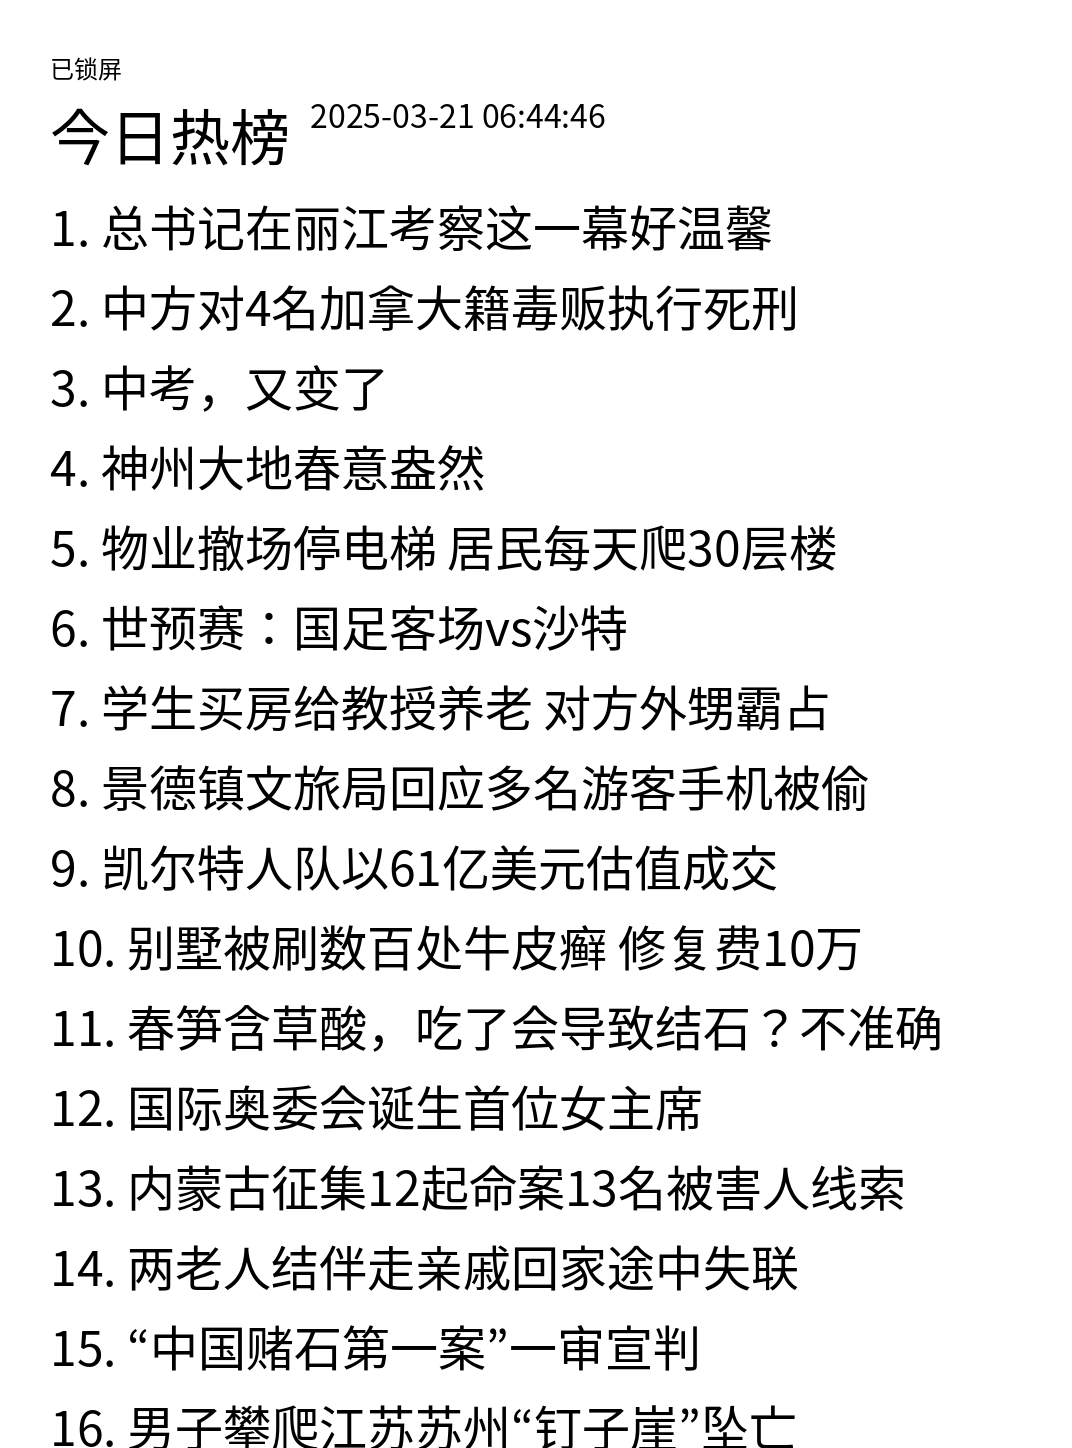 已锁屏
今日热榜 2025-03-21 06:44:46
1. 总书记在丽江考察这一幕好温馨
2. 中方对4名加拿大籍毒贩执行死刑
3. 中考，又变了
4. 神州大地春意盎然
5. 物业撤场停电梯 居民每天爬30层楼
6. 世预赛：国足客场vs沙特
7. 学生买房给教授养老 对方外甥霸占
8. 景德镇文旅局回应多名游客手机被偷
9. 凯尔特人队以61亿美元估值成交
10. 别墅被刷数百处牛皮癣 修复费10万
11. 春笋含草酸，吃了会导致结石？不准确
12. 国际奥委会诞生首位女主席
13. 内蒙古征集12起命案13名被害人线索
14. 两老人结伴走亲戚回家途中失联
15. “中国赌石第一案”一审宣判
16. 男子攀爬江苏苏州“钉子崖”坠亡